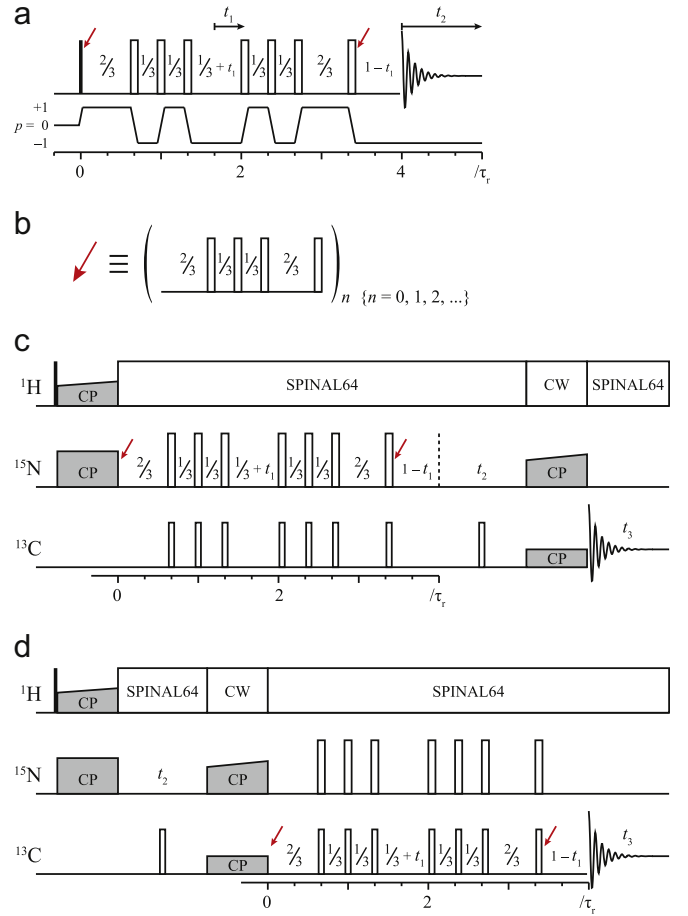 a
t₁
t₂
⅔ ⅓ ⅓ ⅓ + t₁ ⅓ ⅓ ⅔ 1 – t₁
+1
p = 0
−1
0 2 4 /τᵣ
b
≡ ( ⅔ ⅓ ⅓ ⅔ )ₙ {n = 0, 1, 2, ...}
c
¹H CP SPINAL64 CW SPINAL64
¹⁵N CP ⅔ ⅓ ⅓ ⅓ + t₁ ⅓ ⅓ ⅔ 1 – t₁ t₂ CP
¹³C CP t₃
0 2 /τᵣ
d
¹H CP SPINAL64 CW SPINAL64
¹⁵N CP t₂ CP
¹³C CP ⅔ ⅓ ⅓ ⅓ + t₁ ⅓ ⅓ ⅔ 1 – t₁ t₃
0 2 /τᵣ